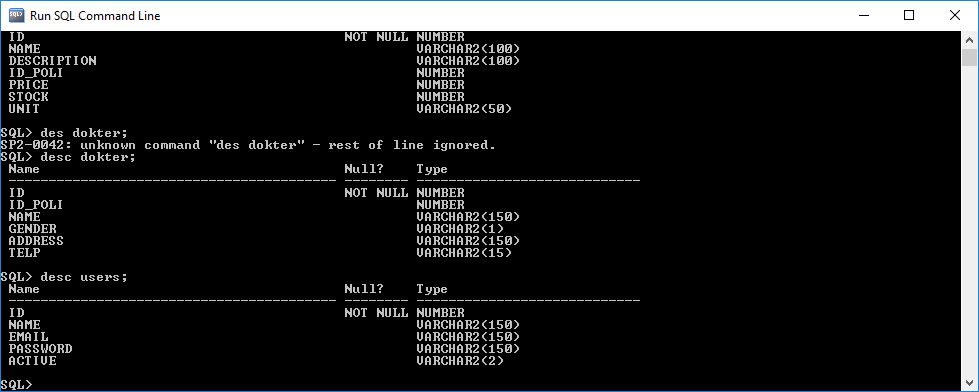 Run SQL Command Line
ID NOT NULL NUMBER
NAME VARCHAR2(100)
DESCRIPTION VARCHAR2(100)
ID_POLI NUMBER
PRICE NUMBER
STOCK NUMBER
UNIT VARCHAR2(50)
SQL> des dokter;
SP2-0042: unknown command "des dokter" - rest of line ignored.
SQL> desc dokter;
Name Null? Type
----------------------------------------- -------- ----------------------------
ID NOT NULL NUMBER
ID_POLI NUMBER
NAME VARCHAR2(150)
GENDER VARCHAR2(1)
ADDRESS VARCHAR2(150)
TELP VARCHAR2(15)
SQL> desc users;
Name Null? Type
----------------------------------------- -------- ----------------------------
ID NOT NULL NUMBER
NAME VARCHAR2(150)
EMAIL VARCHAR2(150)
PASSWORD VARCHAR2(150)
ACTIVE VARCHAR2(2)
SQL>